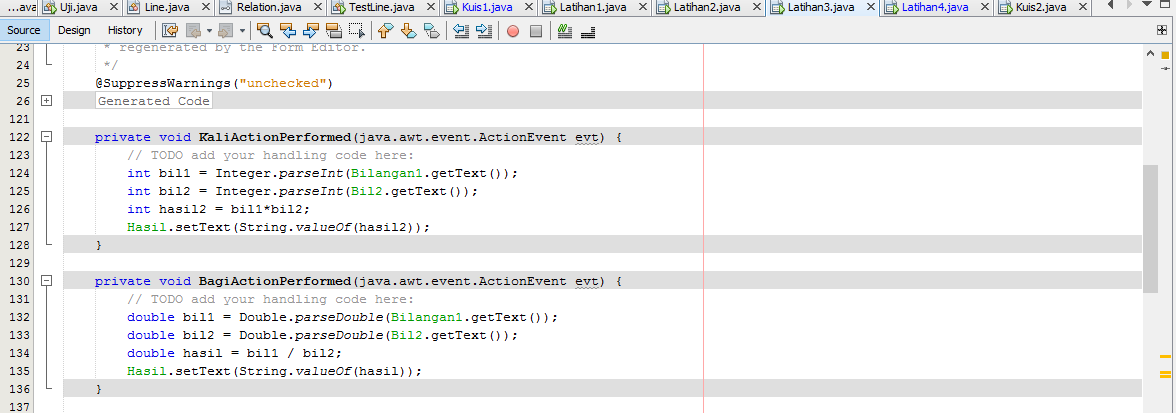 ...ava
Uji.java
Line.java
Relation.java
TestLine.java
Kuis1.java
Latihan1.java
Latihan2.java
Latihan3.java
Latihan4.java
Kuis2.java
Source Design History
23 * regenerated by the Form Editor.
24 */
25 @SuppressWarnings("unchecked")
26 Generated Code
121
122 private void KaliActionPerformed(java.awt.event.ActionEvent evt) {
123 // TODO add your handling code here:
124 int bil1 = Integer.parseInt(Bilangan1.getText());
125 int bil2 = Integer.parseInt(Bil2.getText());
126 int hasil2 = bil1*bil2;
127 Hasil.setText(String.valueOf(hasil2));
128 }
129
130 private void BagiActionPerformed(java.awt.event.ActionEvent evt) {
131 // TODO add your handling code here:
132 double bil1 = Double.parseDouble(Bilangan1.getText());
133 double bil2 = Double.parseDouble(Bil2.getText());
134 double hasil = bil1 / bil2;
135 Hasil.setText(String.valueOf(hasil));
136 }
137